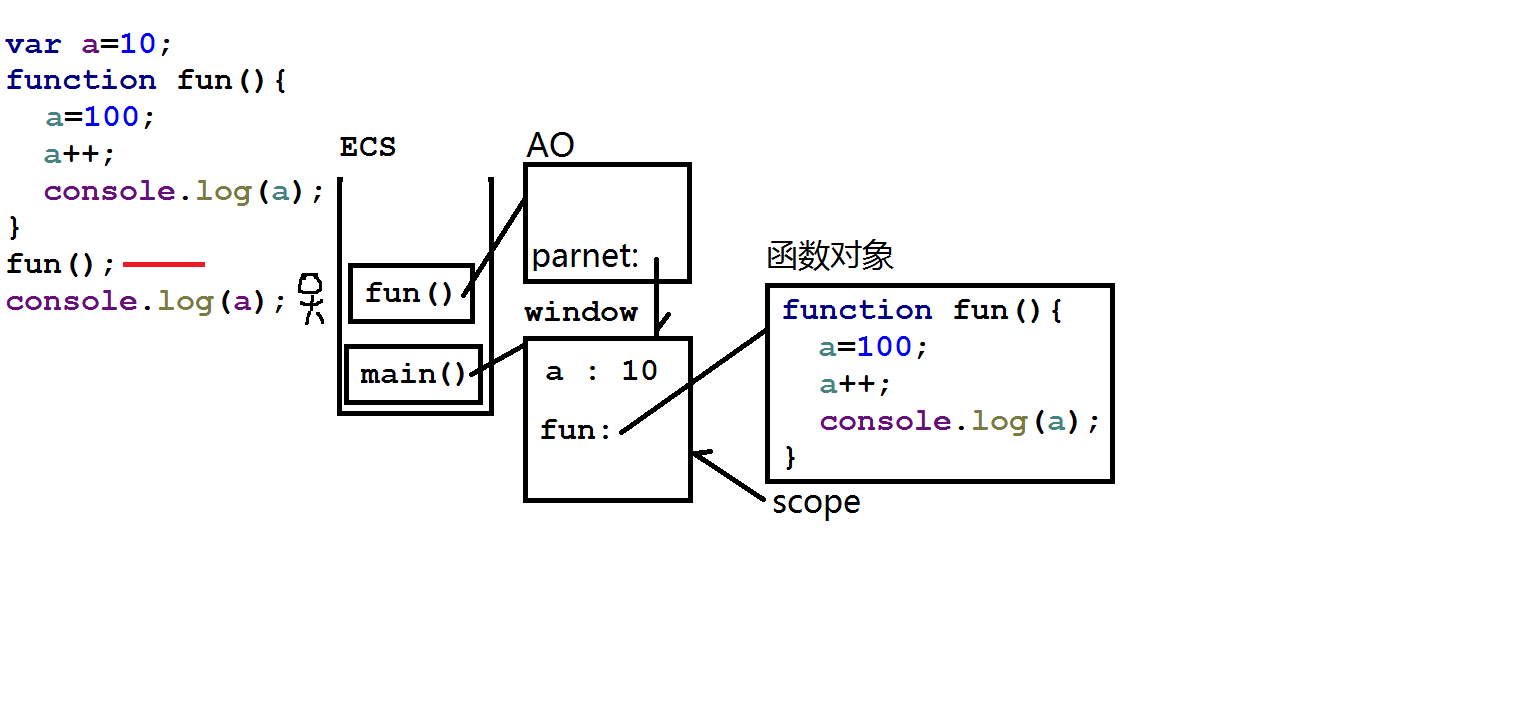 var a=10;
function fun(){
a=100;
a++;
console.log(a);
}
fun();
console.log(a);
ECS
fun()
main()
AO
parnet:
window
a : 10
fun:
函数对象
function fun(){
a=100;
a++;
console.log(a);
}
scope